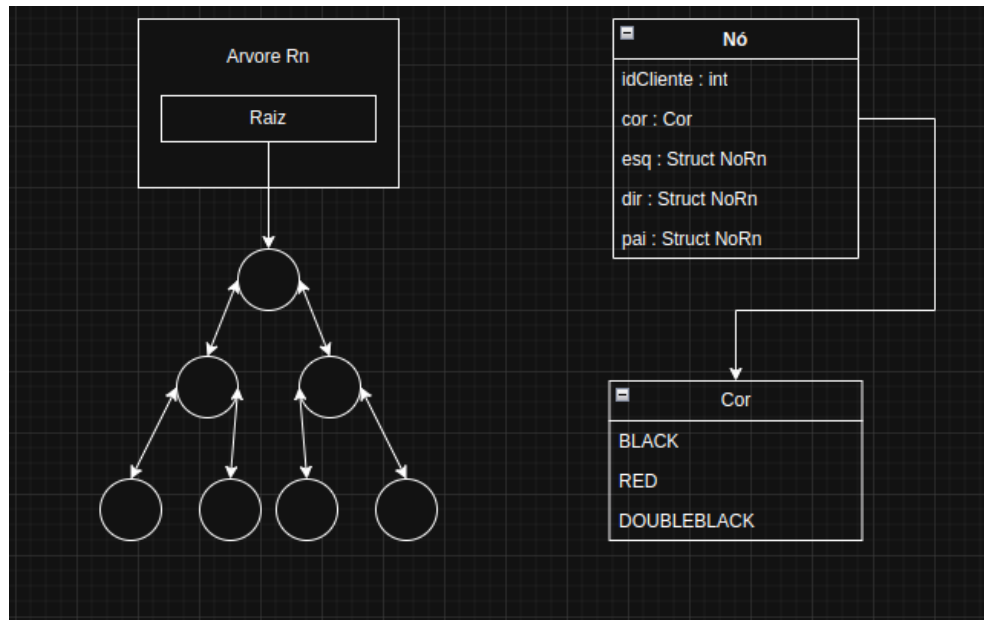 Arvore Rn
Raiz
Nó
idCliente : int
cor : Cor
esq : Struct NoRn
dir : Struct NoRn
pai : Struct NoRn
Cor
BLACK
RED
DOUBLEBLACK